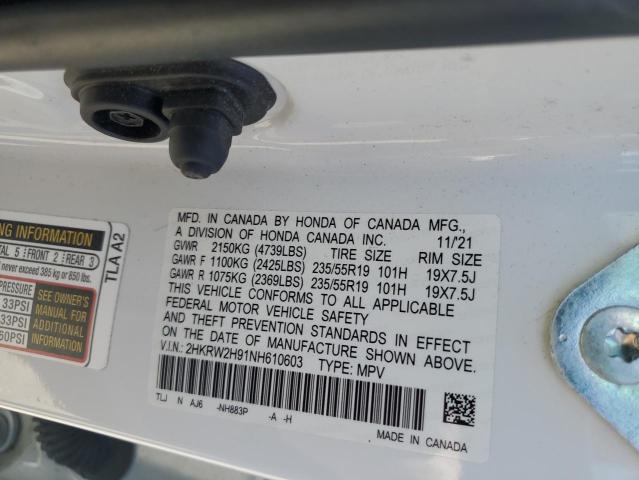 NG INFORMATION
TAL 5 FRONT 2 REAR 3
never exceed 385 kg or 850 lbs.
PRESSURE
33PSI
33PSI
60PSI
SEE OWNER'S
MANUAL FOR
ADDITIONAL
INFORMATION
TLA A2
MFD. IN CANADA BY HONDA OF CANADA MFG.,
A DIVISION OF HONDA CANADA INC. 11/21
GVWR 2150KG (4739LBS) TIRE SIZE RIM SIZE
GAWR F 1100KG (2425LBS) 235/55R19 101H 19X7.5J
GAWR R 1075KG (2369LBS) 235/55R19 101H 19X7.5J
THIS VEHICLE CONFORMS TO ALL APPLICABLE
FEDERAL MOTOR VEHICLE SAFETY
AND THEFT PREVENTION STANDARDS IN EFFECT
ON THE DATE OF MANUFACTURE SHOWN ABOVE.
V.I.N.: 2HKRW2H91NH610603 TYPE: MPV
TLJ N AJ6 -NH883P -A -H
MADE IN CANADA